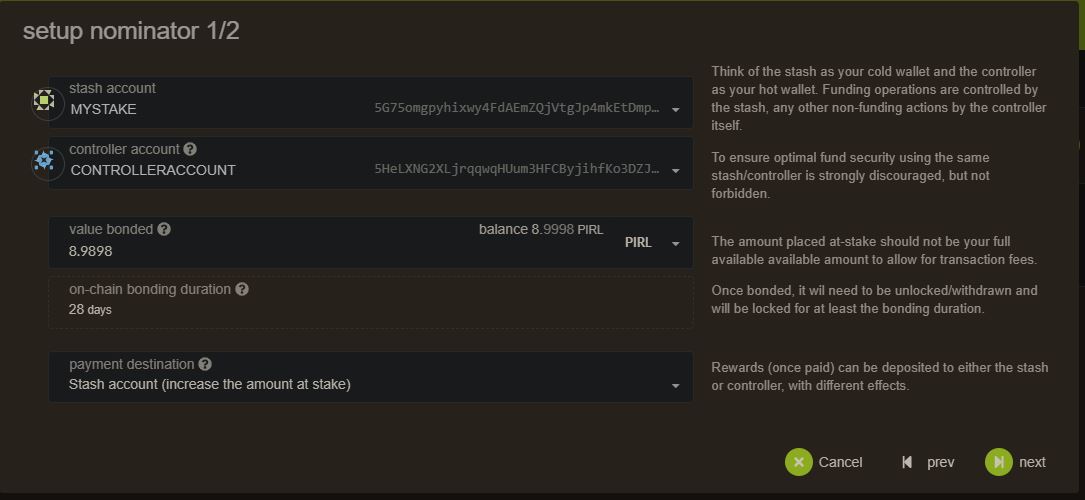 setup nominator 1/2
stash account
MYSTAKE
5G75omgpyhixwy4FdAEmZQjVtgJp4mkEtDmp...
controller account
CONTROLLERACCOUNT
5HeLXNG2XLjrqqwqHUum3HFCByjihfKo3DZJ...
value bonded
8.9898
balance 8.9998 PIRL
PIRL
on-chain bonding duration
28 days
payment destination
Stash account (increase the amount at stake)
Think of the stash as your cold wallet and the controller
as your hot wallet. Funding operations are controlled by
the stash, any other non-funding actions by the controller
itself.
To ensure optimal fund security using the same
stash/controller is strongly discouraged, but not
forbidden.
The amount placed at-stake should not be your full
available available amount to allow for transaction fees.
Once bonded, it wil need to be unlocked/withdrawn and
will be locked for at least the bonding duration.
Rewards (once paid) can be deposited to either the stash
or controller, with different effects.
Cancel
prev
next